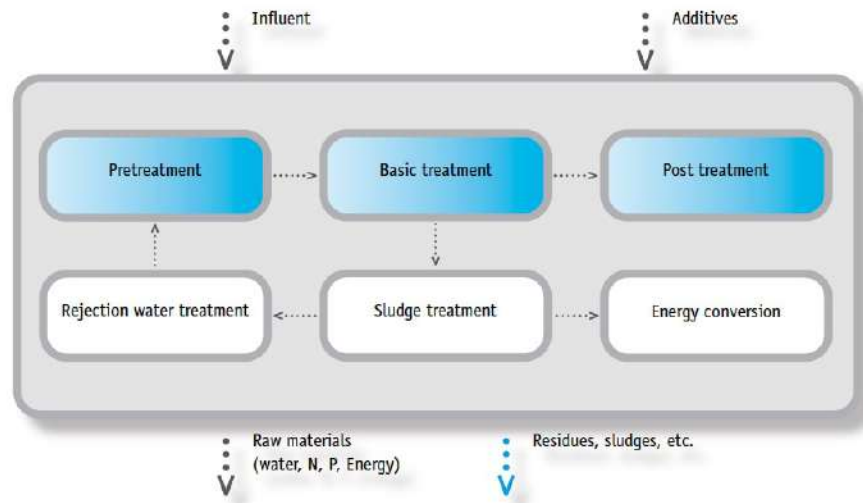 Influent
Additives
Pretreatment
Basic treatment
Post treatment
Rejection water treatment
Sludge treatment
Energy conversion
Raw materials
(water, N, P, Energy)
Residues, sludges, etc.